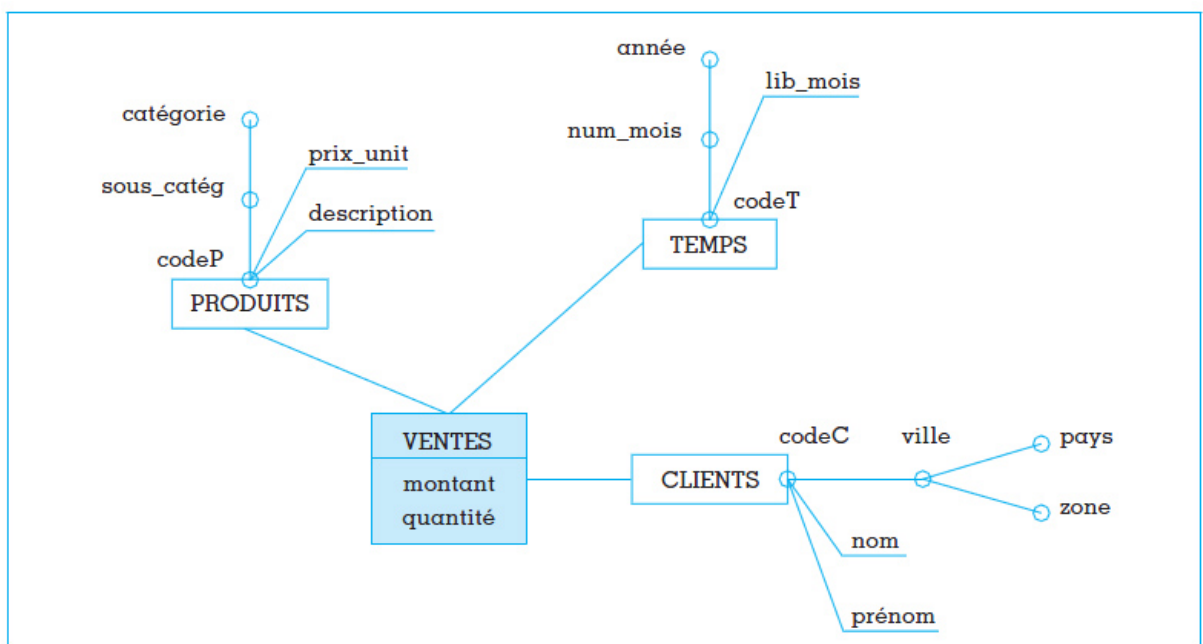 année
lib_mois
catégorie
num_mois
prix_unit
sous_catég
codeT
description
TEMPS
codeP
PRODUITS
VENTES
montant
quantité
codeC
ville
pays
CLIENTS
zone
nom
prénom